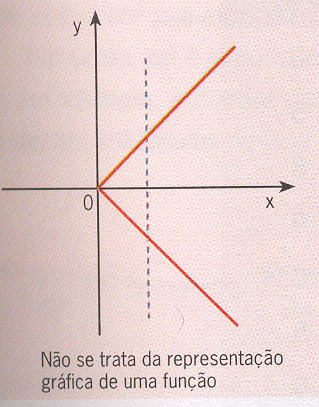 y
0
x
Não se trata da representação
gráfica de uma função